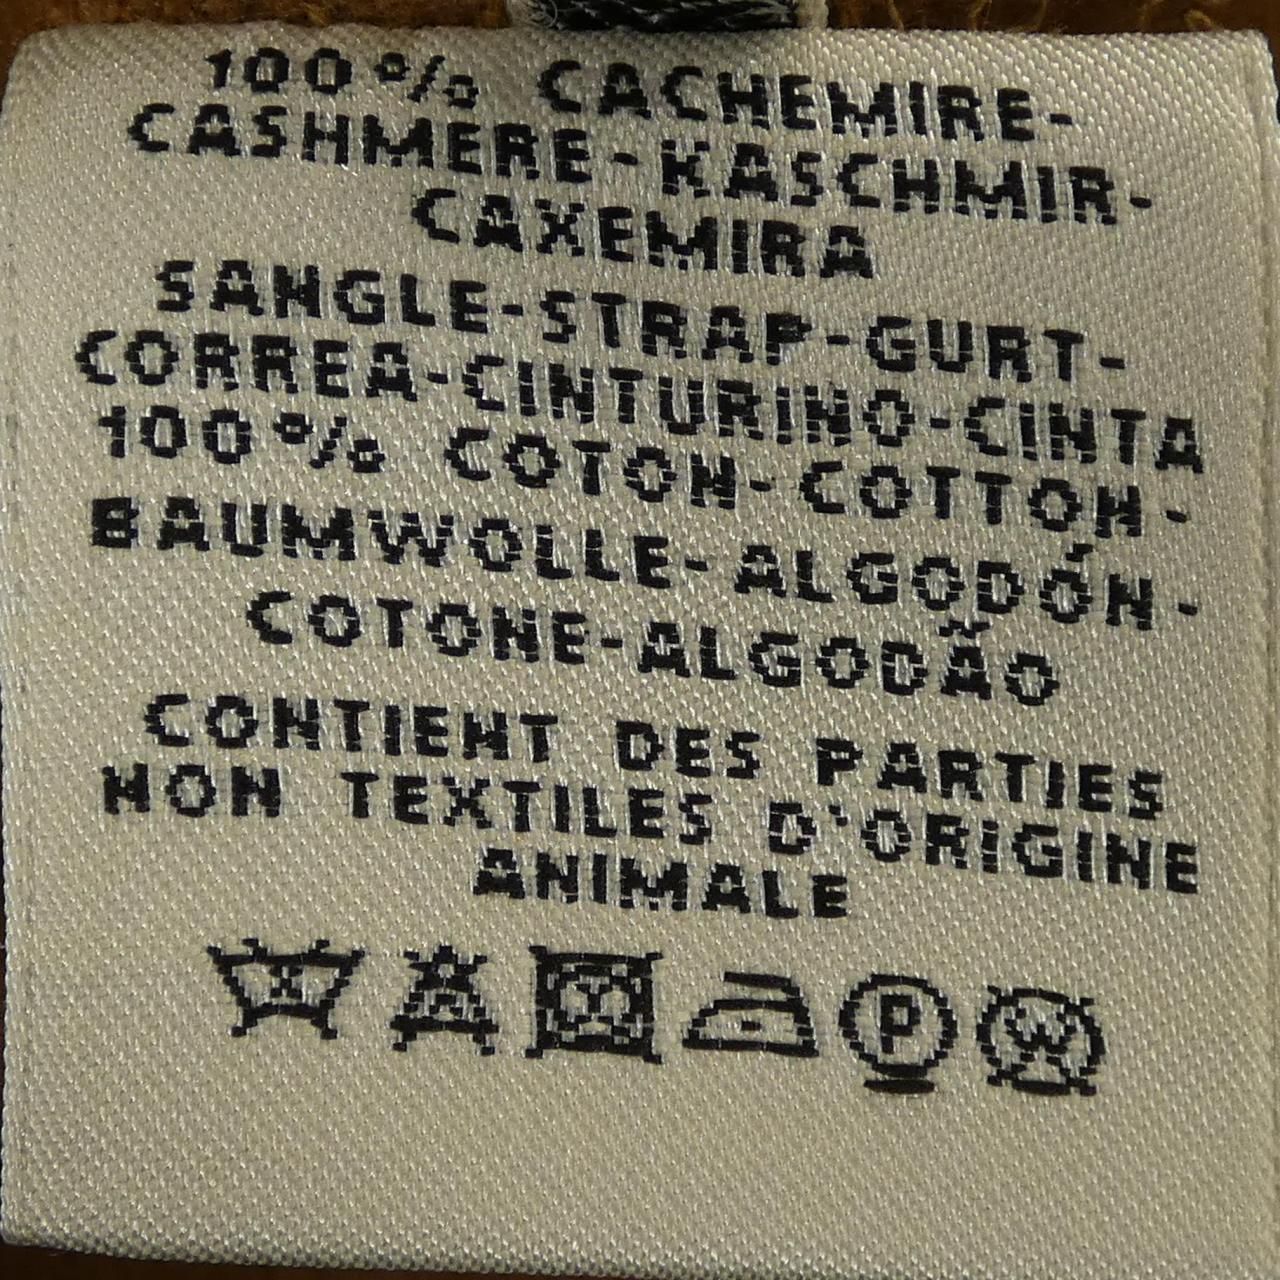 100% CACHEMIRE-
CASHMERE-KASCHMIR-
CAXEMIRA
SANGLE-STRAP-GURT-
CORREA-CINTURINO-CINTA
100% COTON-COTTON-
BAUMWOLLE-ALGODÓN-
COTONE-ALGODÃO
CONTIENT DES PARTIES
NON TEXTILES D'ORIGINE
ANIMALE
P W